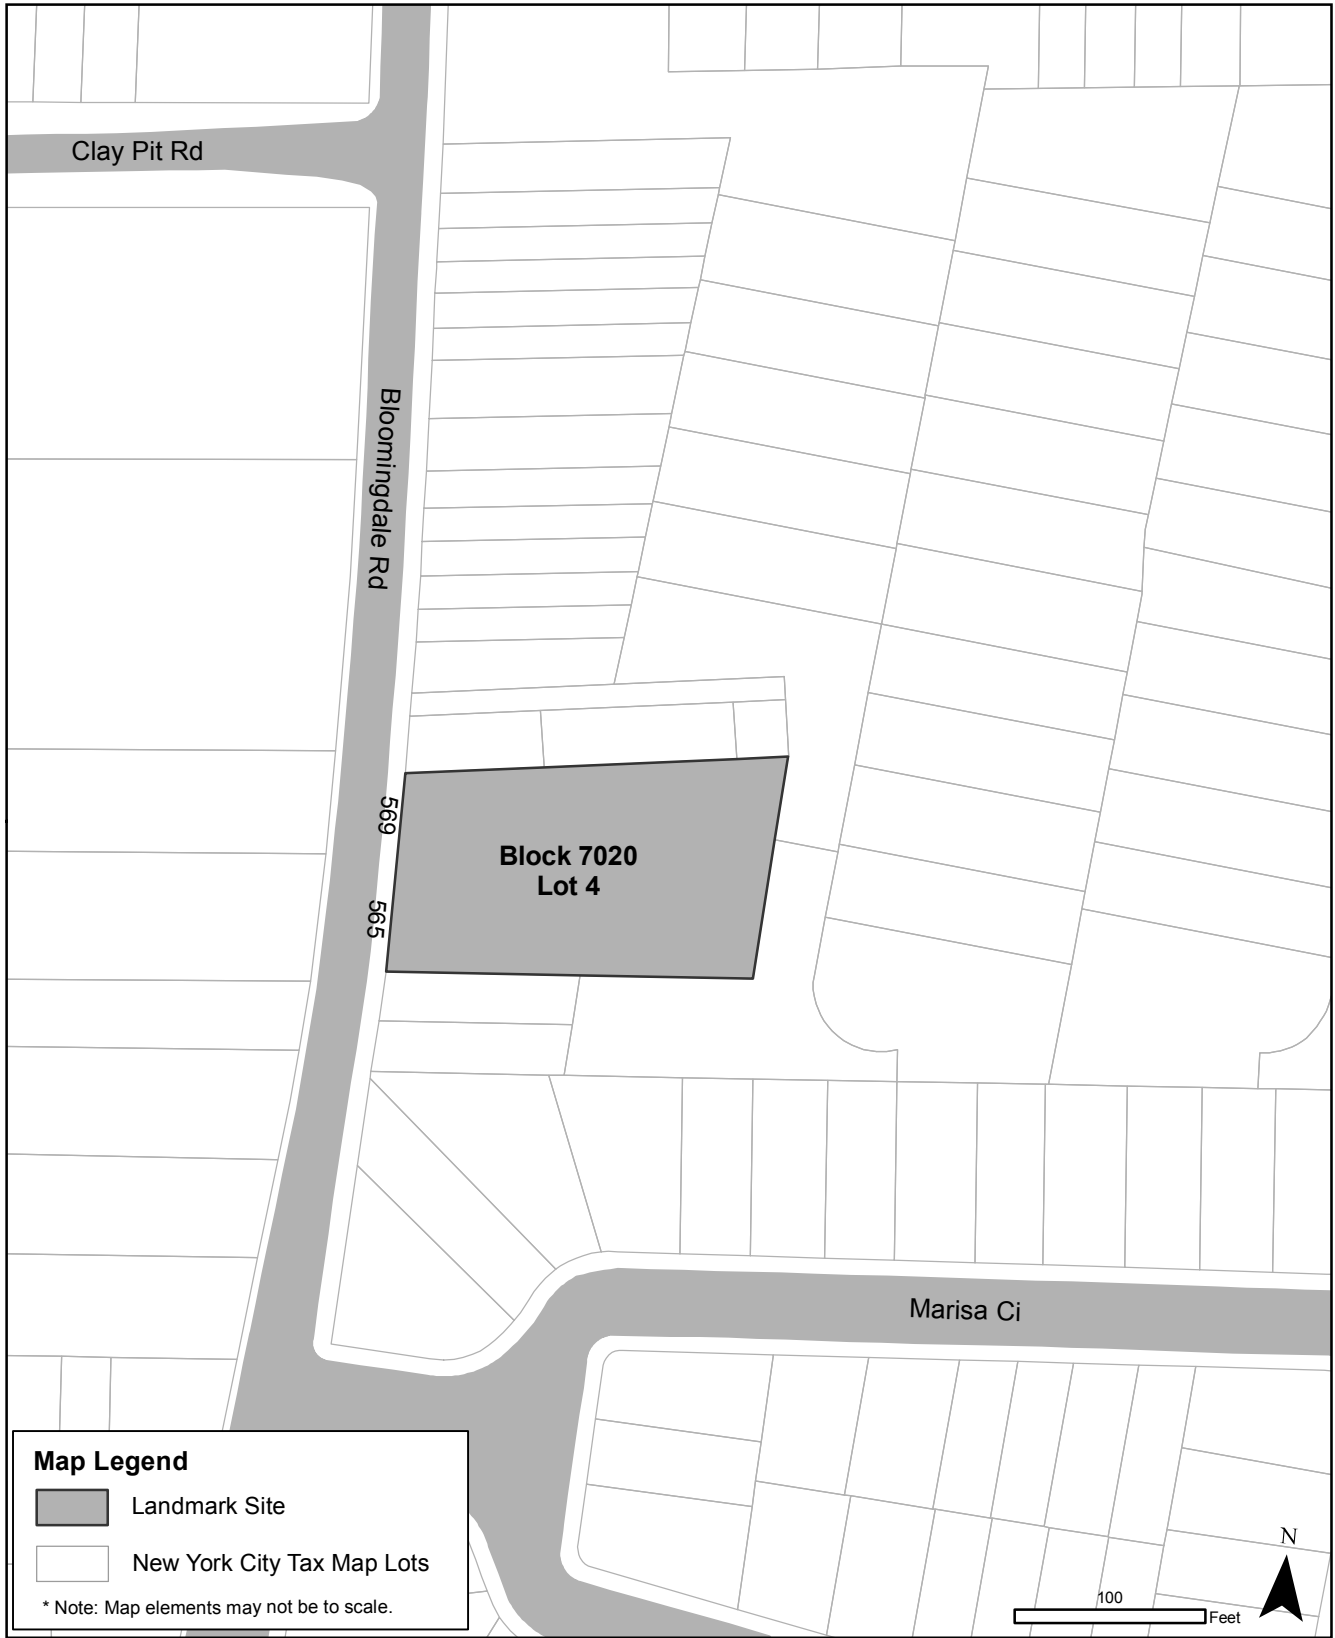 Clay Pit Rd
Bloomingdale Rd
569
Block 7020
Lot 4
565
Marisa Ci
Map Legend
Landmark Site
New York City Tax Map Lots
* Note: Map elements may not be to scale.
N
100
Feet